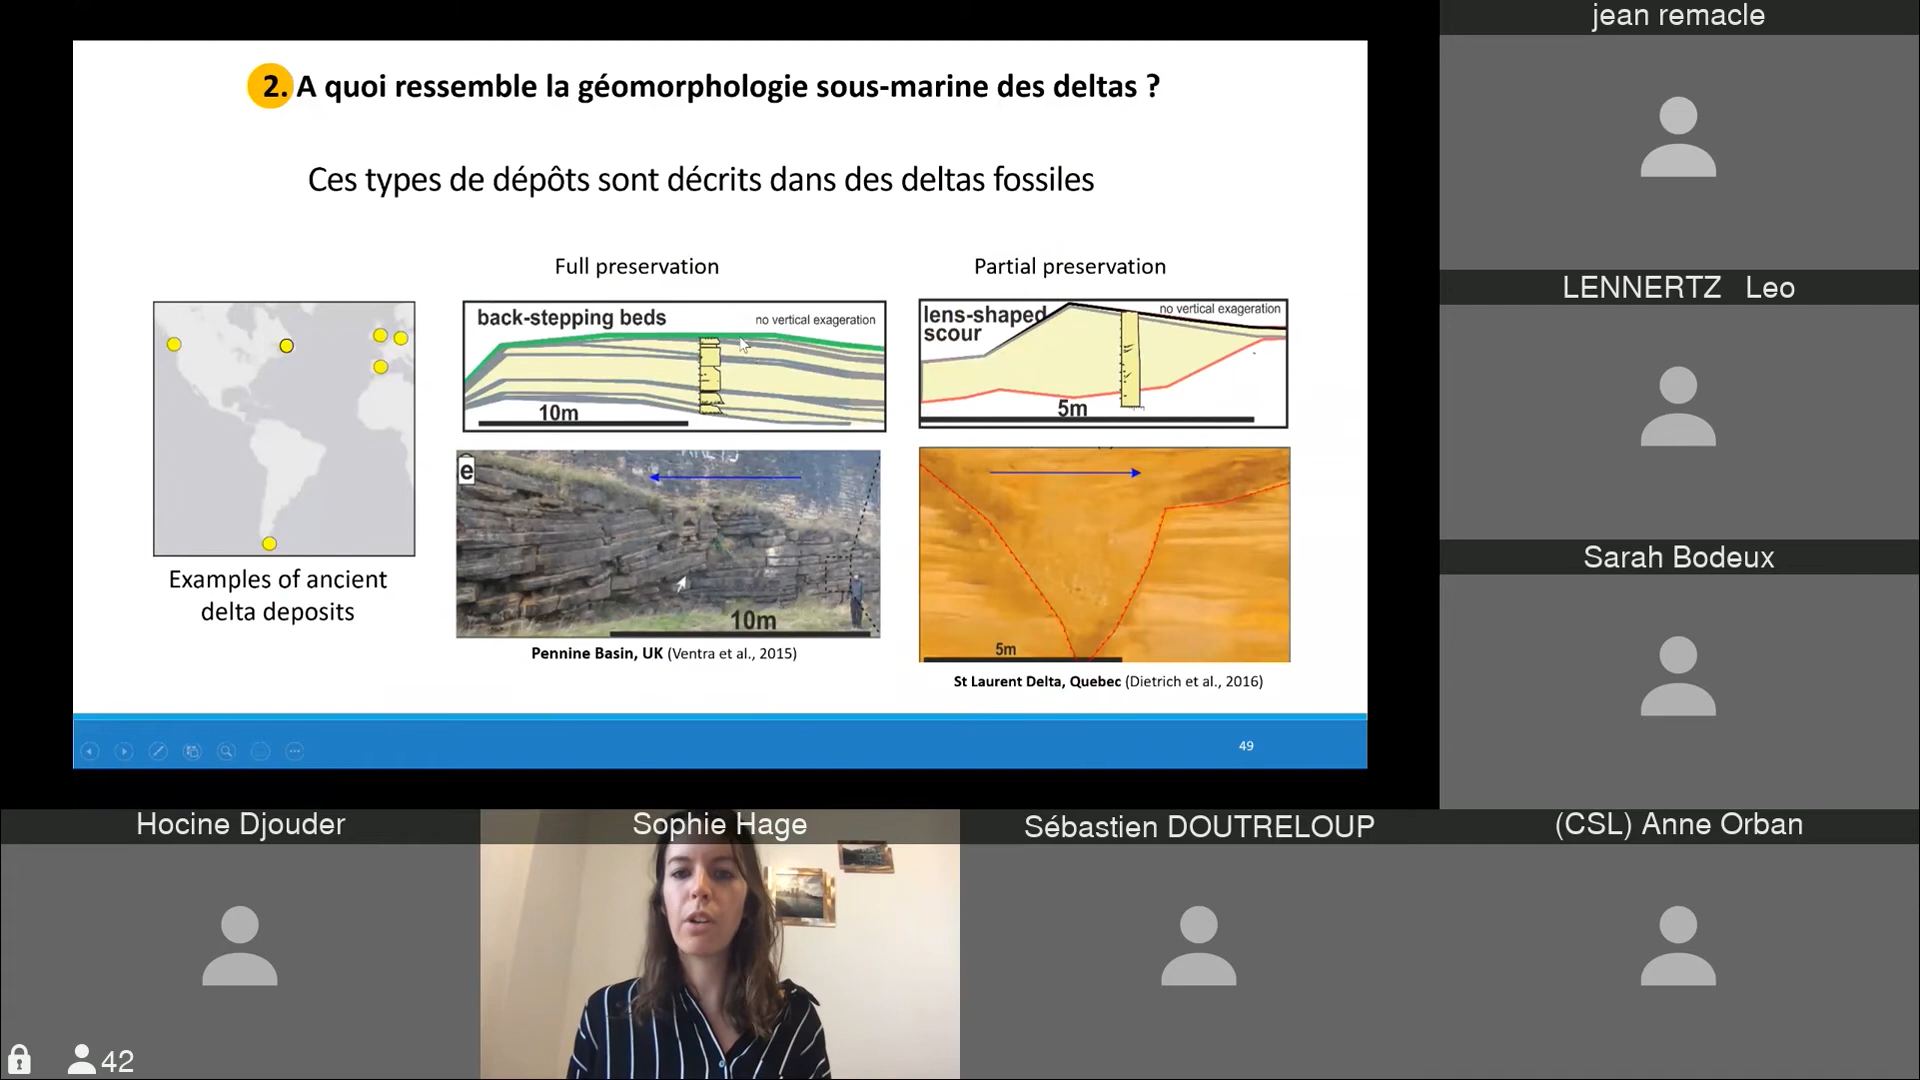 2. A quoi ressemble la géomorphologie sous-marine des deltas ?
Ces types de dépôts sont décrits dans des deltas fossiles
Full preservation
Partial preservation
back-stepping beds
no vertical exageration
10m
lens-shaped
scour
no vertical exageration
5m
e
10m
5m
Examples of ancient
delta deposits
Pennine Basin, UK (Ventra et al., 2015)
St Laurent Delta, Quebec (Dietrich et al., 2016)
49
jean remacle
LENNERTZ Leo
Sarah Bodeux
Hocine Djouder
Sophie Hage
Sébastien DOUTRELOUP
(CSL) Anne Orban
42